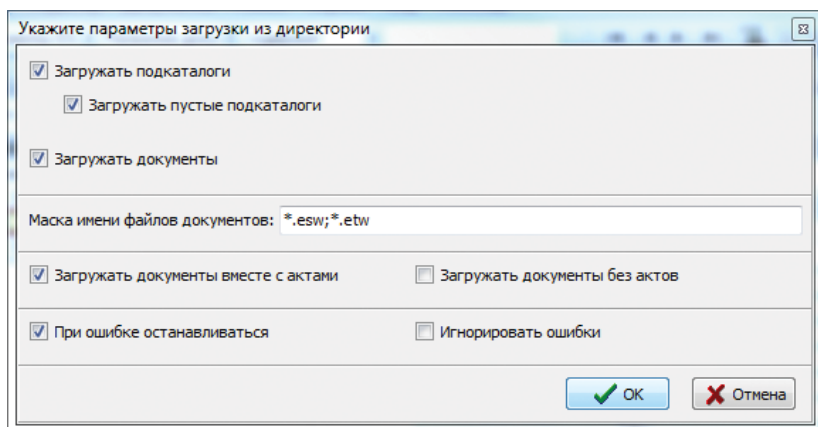 Укажите параметры загрузки из директории
Загружать подкаталоги
Загружать пустые подкаталоги
Загружать документы
Маска имени файлов документов: *.esw;*.etw
Загружать документы вместе с актами Загружать документы без актов
При ошибке останавливаться Игнорировать ошибки
ОК Отмена